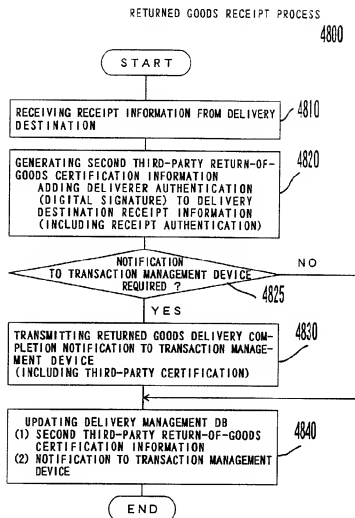 RETURNED GOODS RECEIPT PROCESS
4800
START
RECEIVING RECEIPT INFORMATION FROM DELIVERY
DESTINATION
4810
GENERATING SECOND THIRD-PARTY RETURN-OF-
GOODS CERTIFICATION INFORMATION
ADDING DELIVERER AUTHENTICATION
(DIGITAL SIGNATURE) TO DELIVERY
DESTINATION RECEIPT INFORMATION
(INCLUDING RECEIPT AUTHENTICATION)
4820
NOTIFICATION
TO TRANSACTION MANAGEMENT DEVICE
REQUIRED ?
NO
4825
YES
TRANSMITTING RETURNED GOODS DELIVERY COM-
PLETION NOTIFICATION TO TRANSACTION MANAGE-
MENT DEVICE
(INCLUDING THIRD-PARTY CERTIFICATION)
4830
UPDATING DELIVERY MANAGEMENT DB
(1) SECOND THIRD-PARTY RETURN-OF-GOODS
CERTIFICATION INFORMATION
(2) NOTIFICATION TO TRANSACTION MANAGEMENT
DEVICE
4840
END